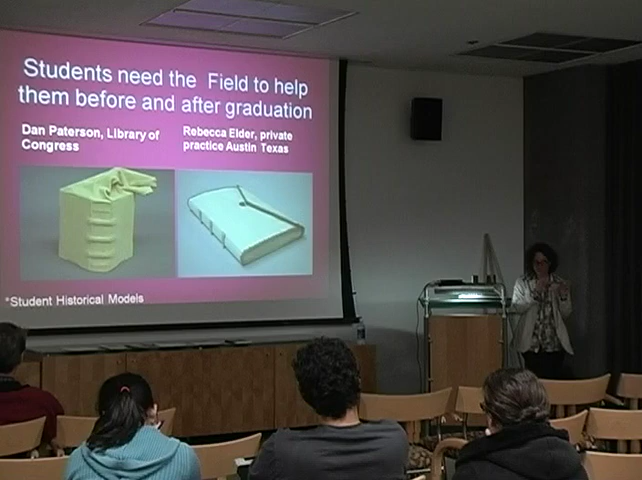 Students need the Field to help
them before and after graduation
Dan Paterson, Library of
Congress
Rebecca Elder, private
practice Austin Texas
*Student Historical Models